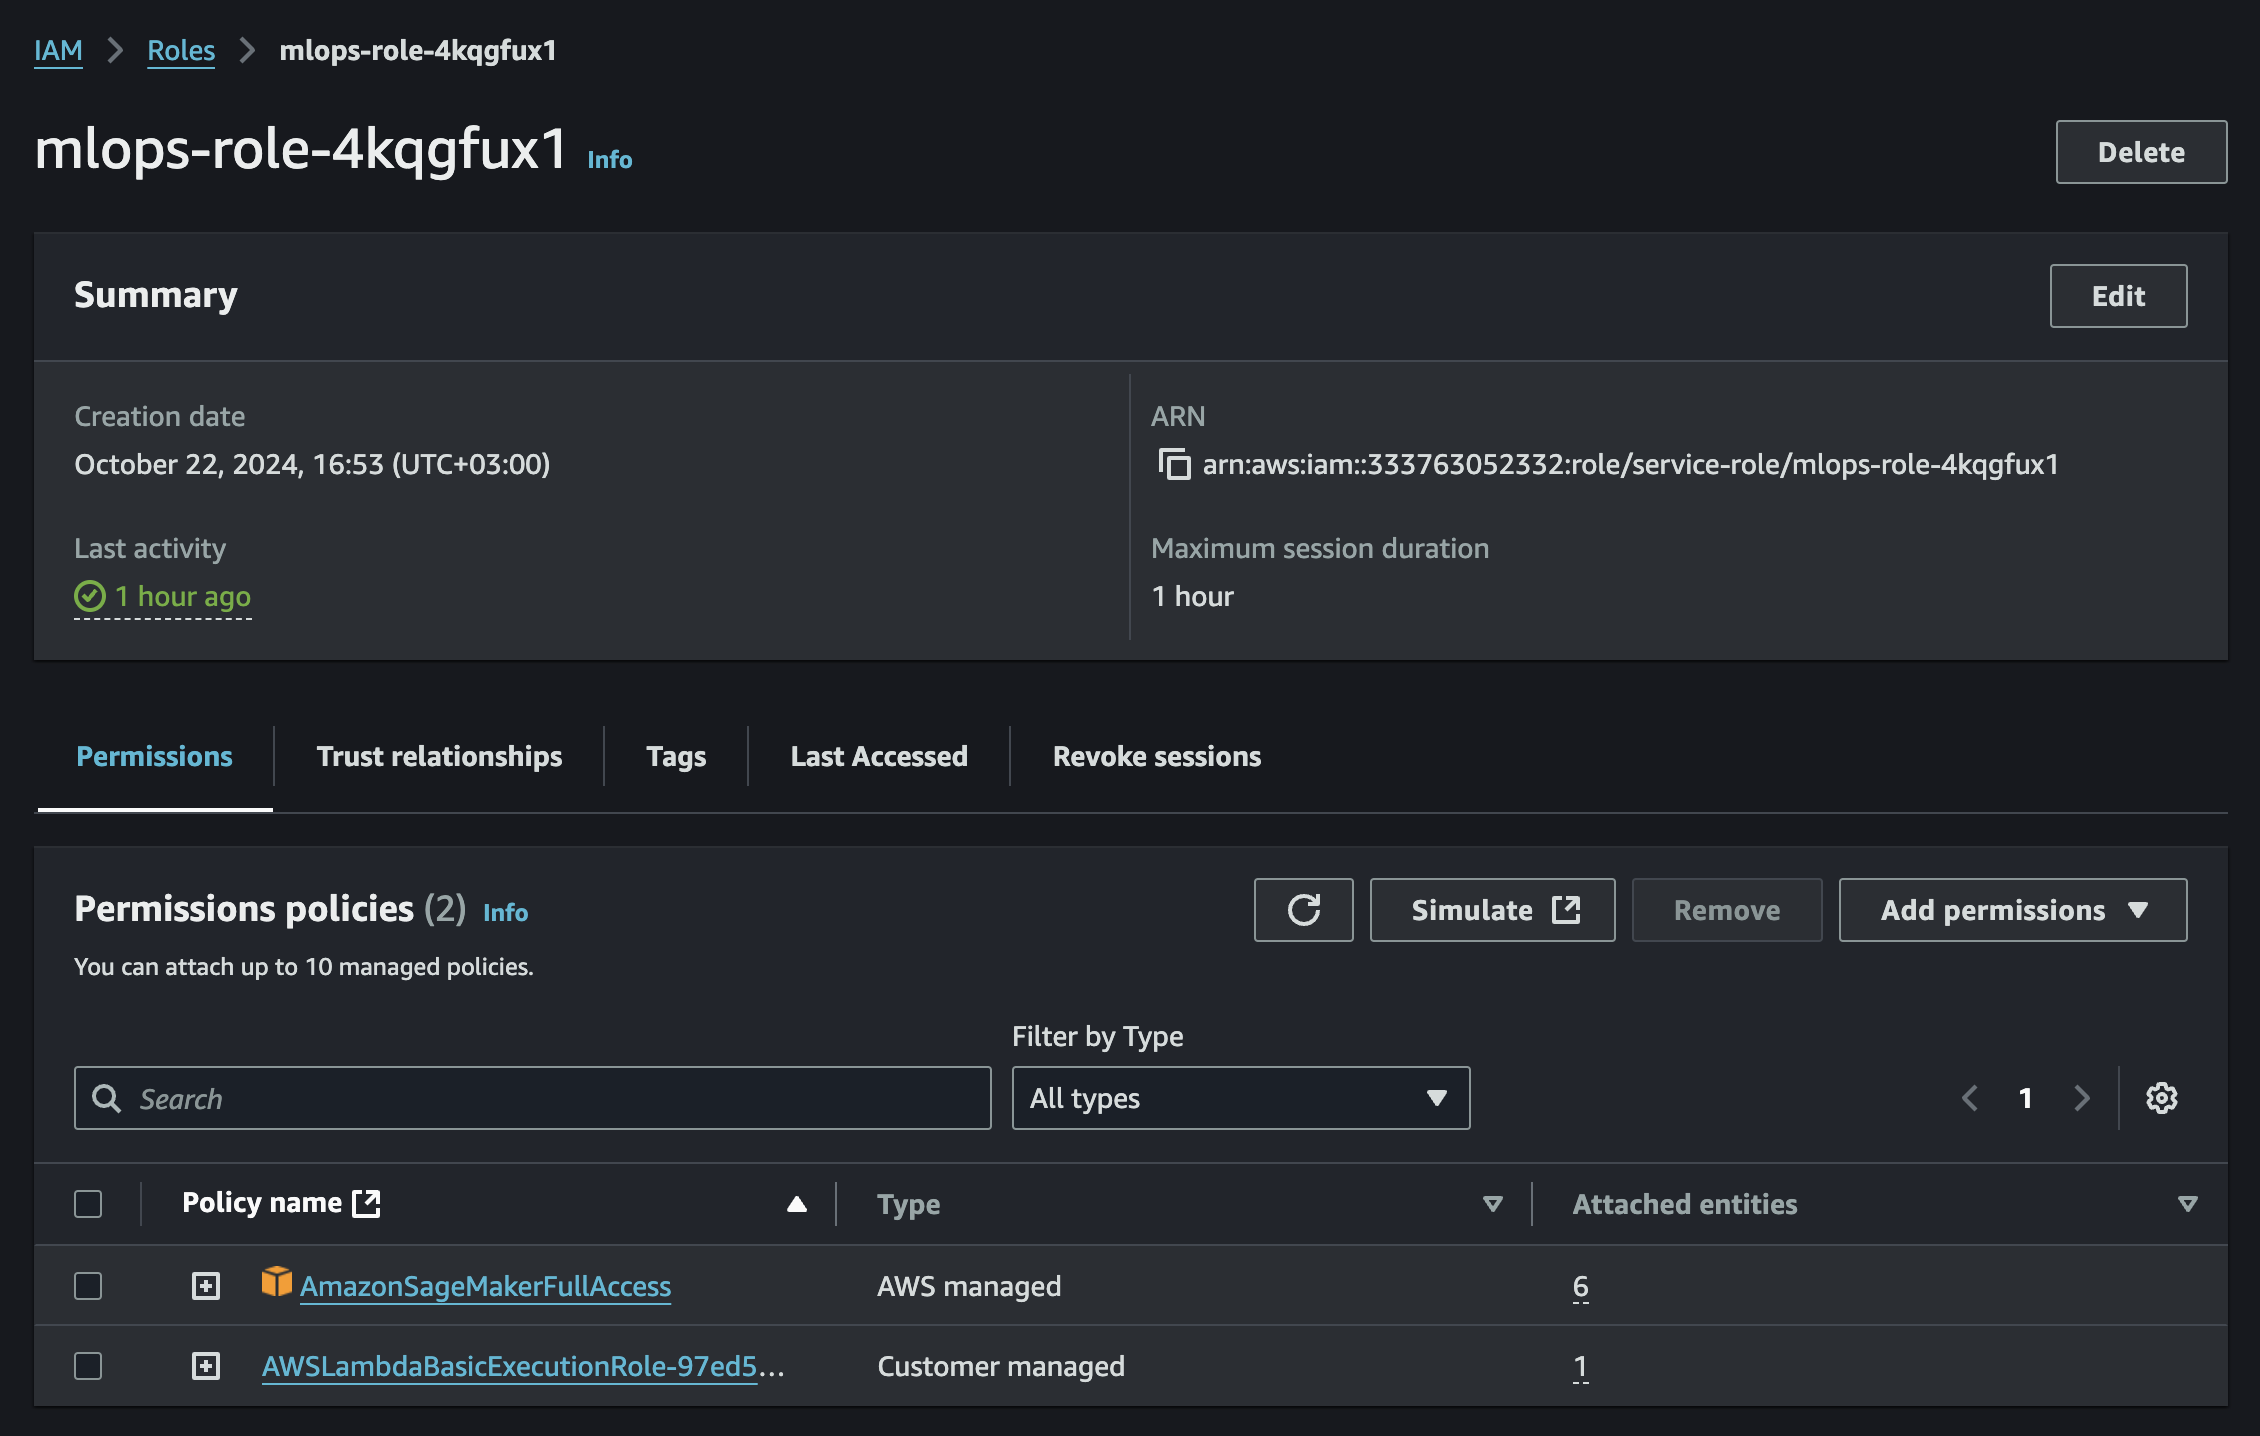 IAM > Roles > mlops-role-4kqgfux1
mlops-role-4kqgfux1 Info
Delete
Summary
Edit
Creation date
October 22, 2024, 16:53 (UTC+03:00)
ARN
arn:aws:iam::333763052332:role/service-role/mlops-role-4kqgfux1
Last activity
1 hour ago
Maximum session duration
1 hour
Permissions Trust relationships Tags Last Accessed Revoke sessions
Permissions policies (2) Info
Simulate Remove Add permissions
You can attach up to 10 managed policies.
Filter by Type
Search
All types
1
Policy name Type Attached entities
AmazonSageMakerFullAccess AWS managed 6
AWSLambdaBasicExecutionRole-97ed5... Customer managed 1